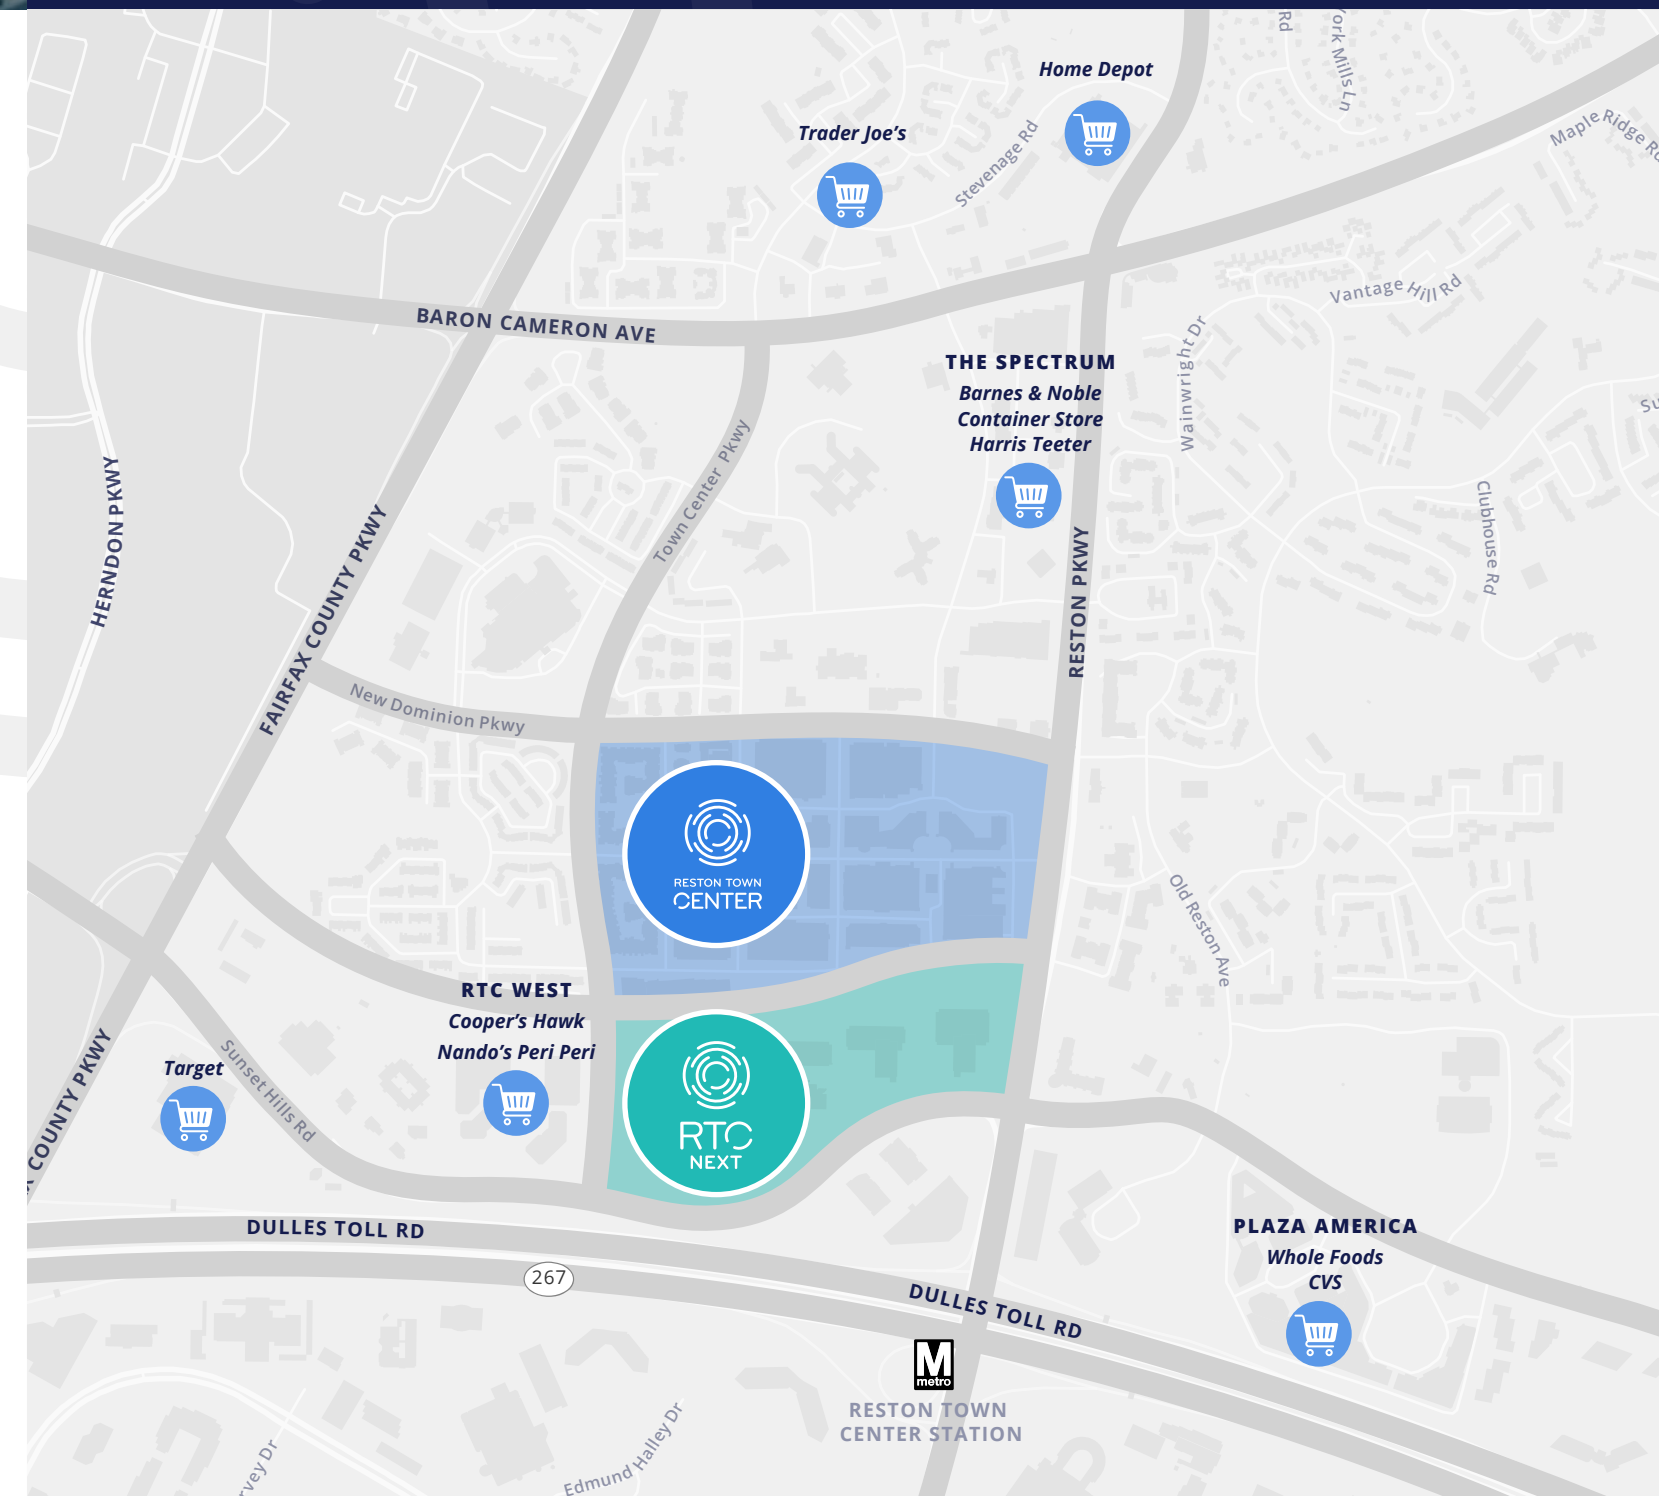 Rd
ork Mills Ln
Home Depot
Maple Ridge Rd
Trader Joe's
Stevenage Rd
Vantage Hill Rd
BARON CAMERON AVE
Wainwright Dr
THE SPECTRUM
Barnes & Noble
Container Store
Harris Teeter
Su
Town Center Pkwy
HERNDON PKWY
FAIRFAX COUNTY PKWY
Clubhouse Rd
RESTON PKWY
New Dominion Pkwy
RESTON TOWN
CENTER
Old Reston Ave
RTC WEST
Cooper's Hawk
Nando's Peri Peri
Target
Sunset Hills Rd
COUNTY PKWY
RTC
NEXT
DULLES TOLL RD
267
PLAZA AMERICA
Whole Foods
CVS
DULLES TOLL RD
M
metro
RESTON TOWN
CENTER STATION
Edmund Halley Dr
rvey Dr